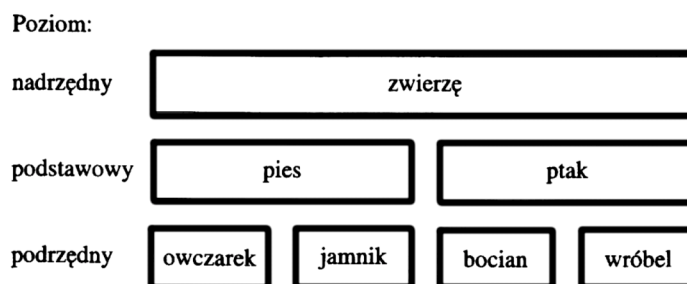 Poziom:
nadrzędny zwierzę
podstawowy pies ptak
podrzędny owczarek jamnik bocian wróbel